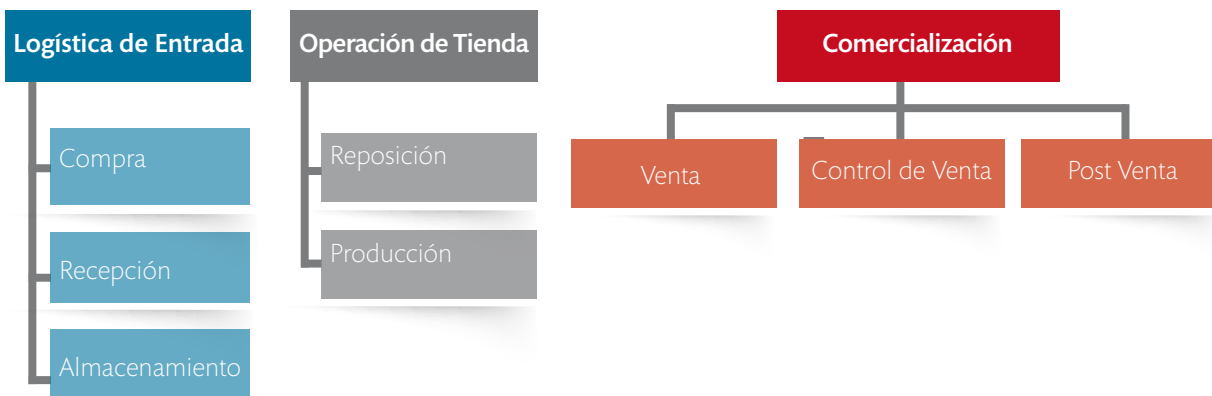 Logística de Entrada
Compra
Recepción
Almacenamiento
Operación de Tienda
Reposición
Producción
Comercialización
Venta
Control de Venta
Post Venta